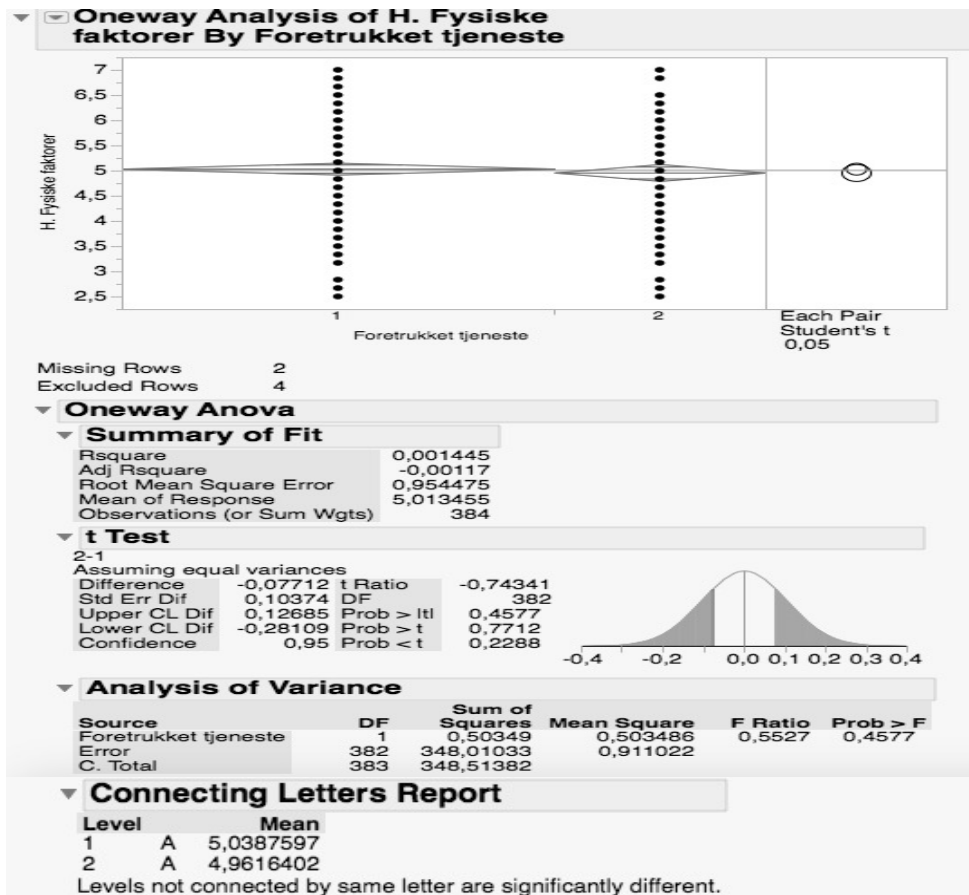 Oneway Analysis of H. Fysiske
faktorer By Foretrukket tjeneste
7
6,5
6
5,5
5
4,5
4
3,5
3
2,5
H. Fysiske faktorer
1 2
Foretrukket tjeneste
Each Pair
Student's t
0,05
Missing Rows 2
Excluded Rows 4
Oneway Anova
Summary of Fit
Rsquare 0,001445
Adj Rsquare -0,00117
Root Mean Square Error 0,954475
Mean of Response 5,013455
Observations (or Sum Wgts) 384
t Test
2-1
Assuming equal variances
Difference -0,07712 t Ratio -0,74341
Std Err Dif 0,10374 DF 382
Upper CL Dif 0,12685 Prob > ltl 0,4577
Lower CL Dif -0,28109 Prob > t 0,7712
Confidence 0,95 Prob < t 0,2288
-0,4 -0,2 0,0 0,1 0,2 0,3 0,4
Analysis of Variance
Source DF Sum of Squares Mean Square F Ratio Prob > F
Foretrukket tjeneste 1 0,50349 0,503486 0,5527 0,4577
Error 382 348,01033 0,911022
C. Total 383 348,51382
Connecting Letters Report
Level Mean
1 A 5,0387597
2 A 4,9616402
Levels not connected by same letter are significantly different.